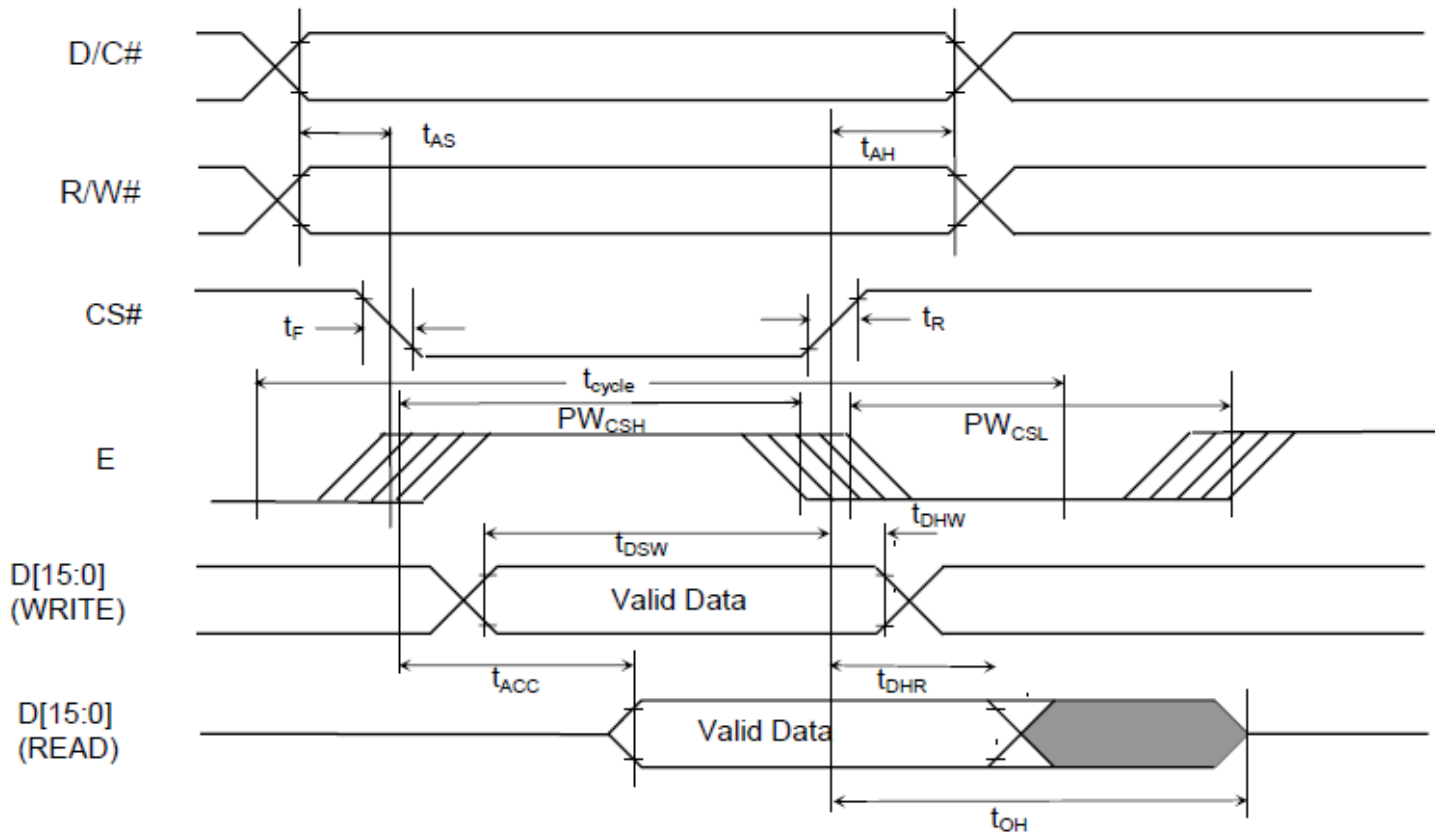 D/C#
tAS
tAH
R/W#
CS#
tF
tR
tcycle
PWCSH
PWCSL
E
tDHW
tDSW
D[15:0]
(WRITE)
Valid Data
tACC
tDHR
D[15:0]
(READ)
Valid Data
tOH